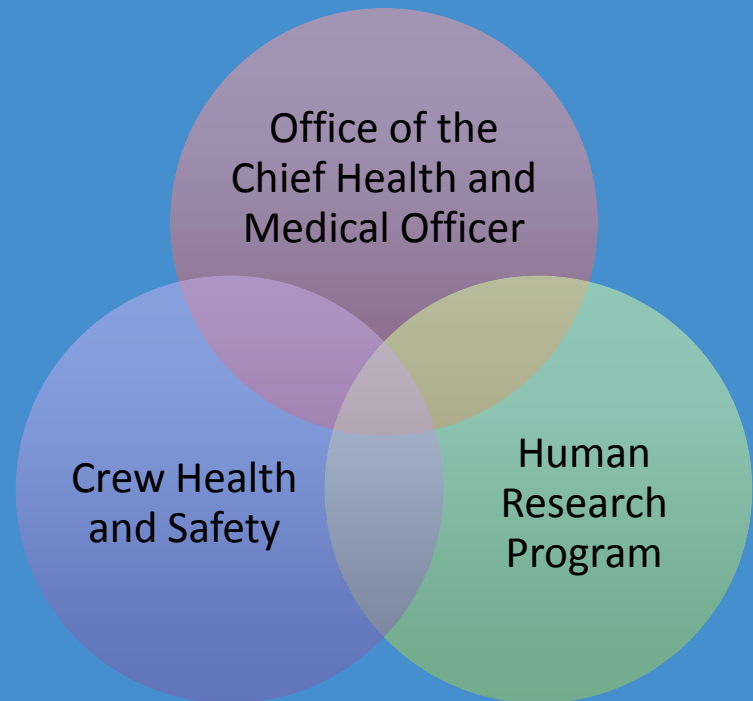 Office of the
Chief Health and
Medical Officer
Crew Health
and Safety
Human
Research
Program